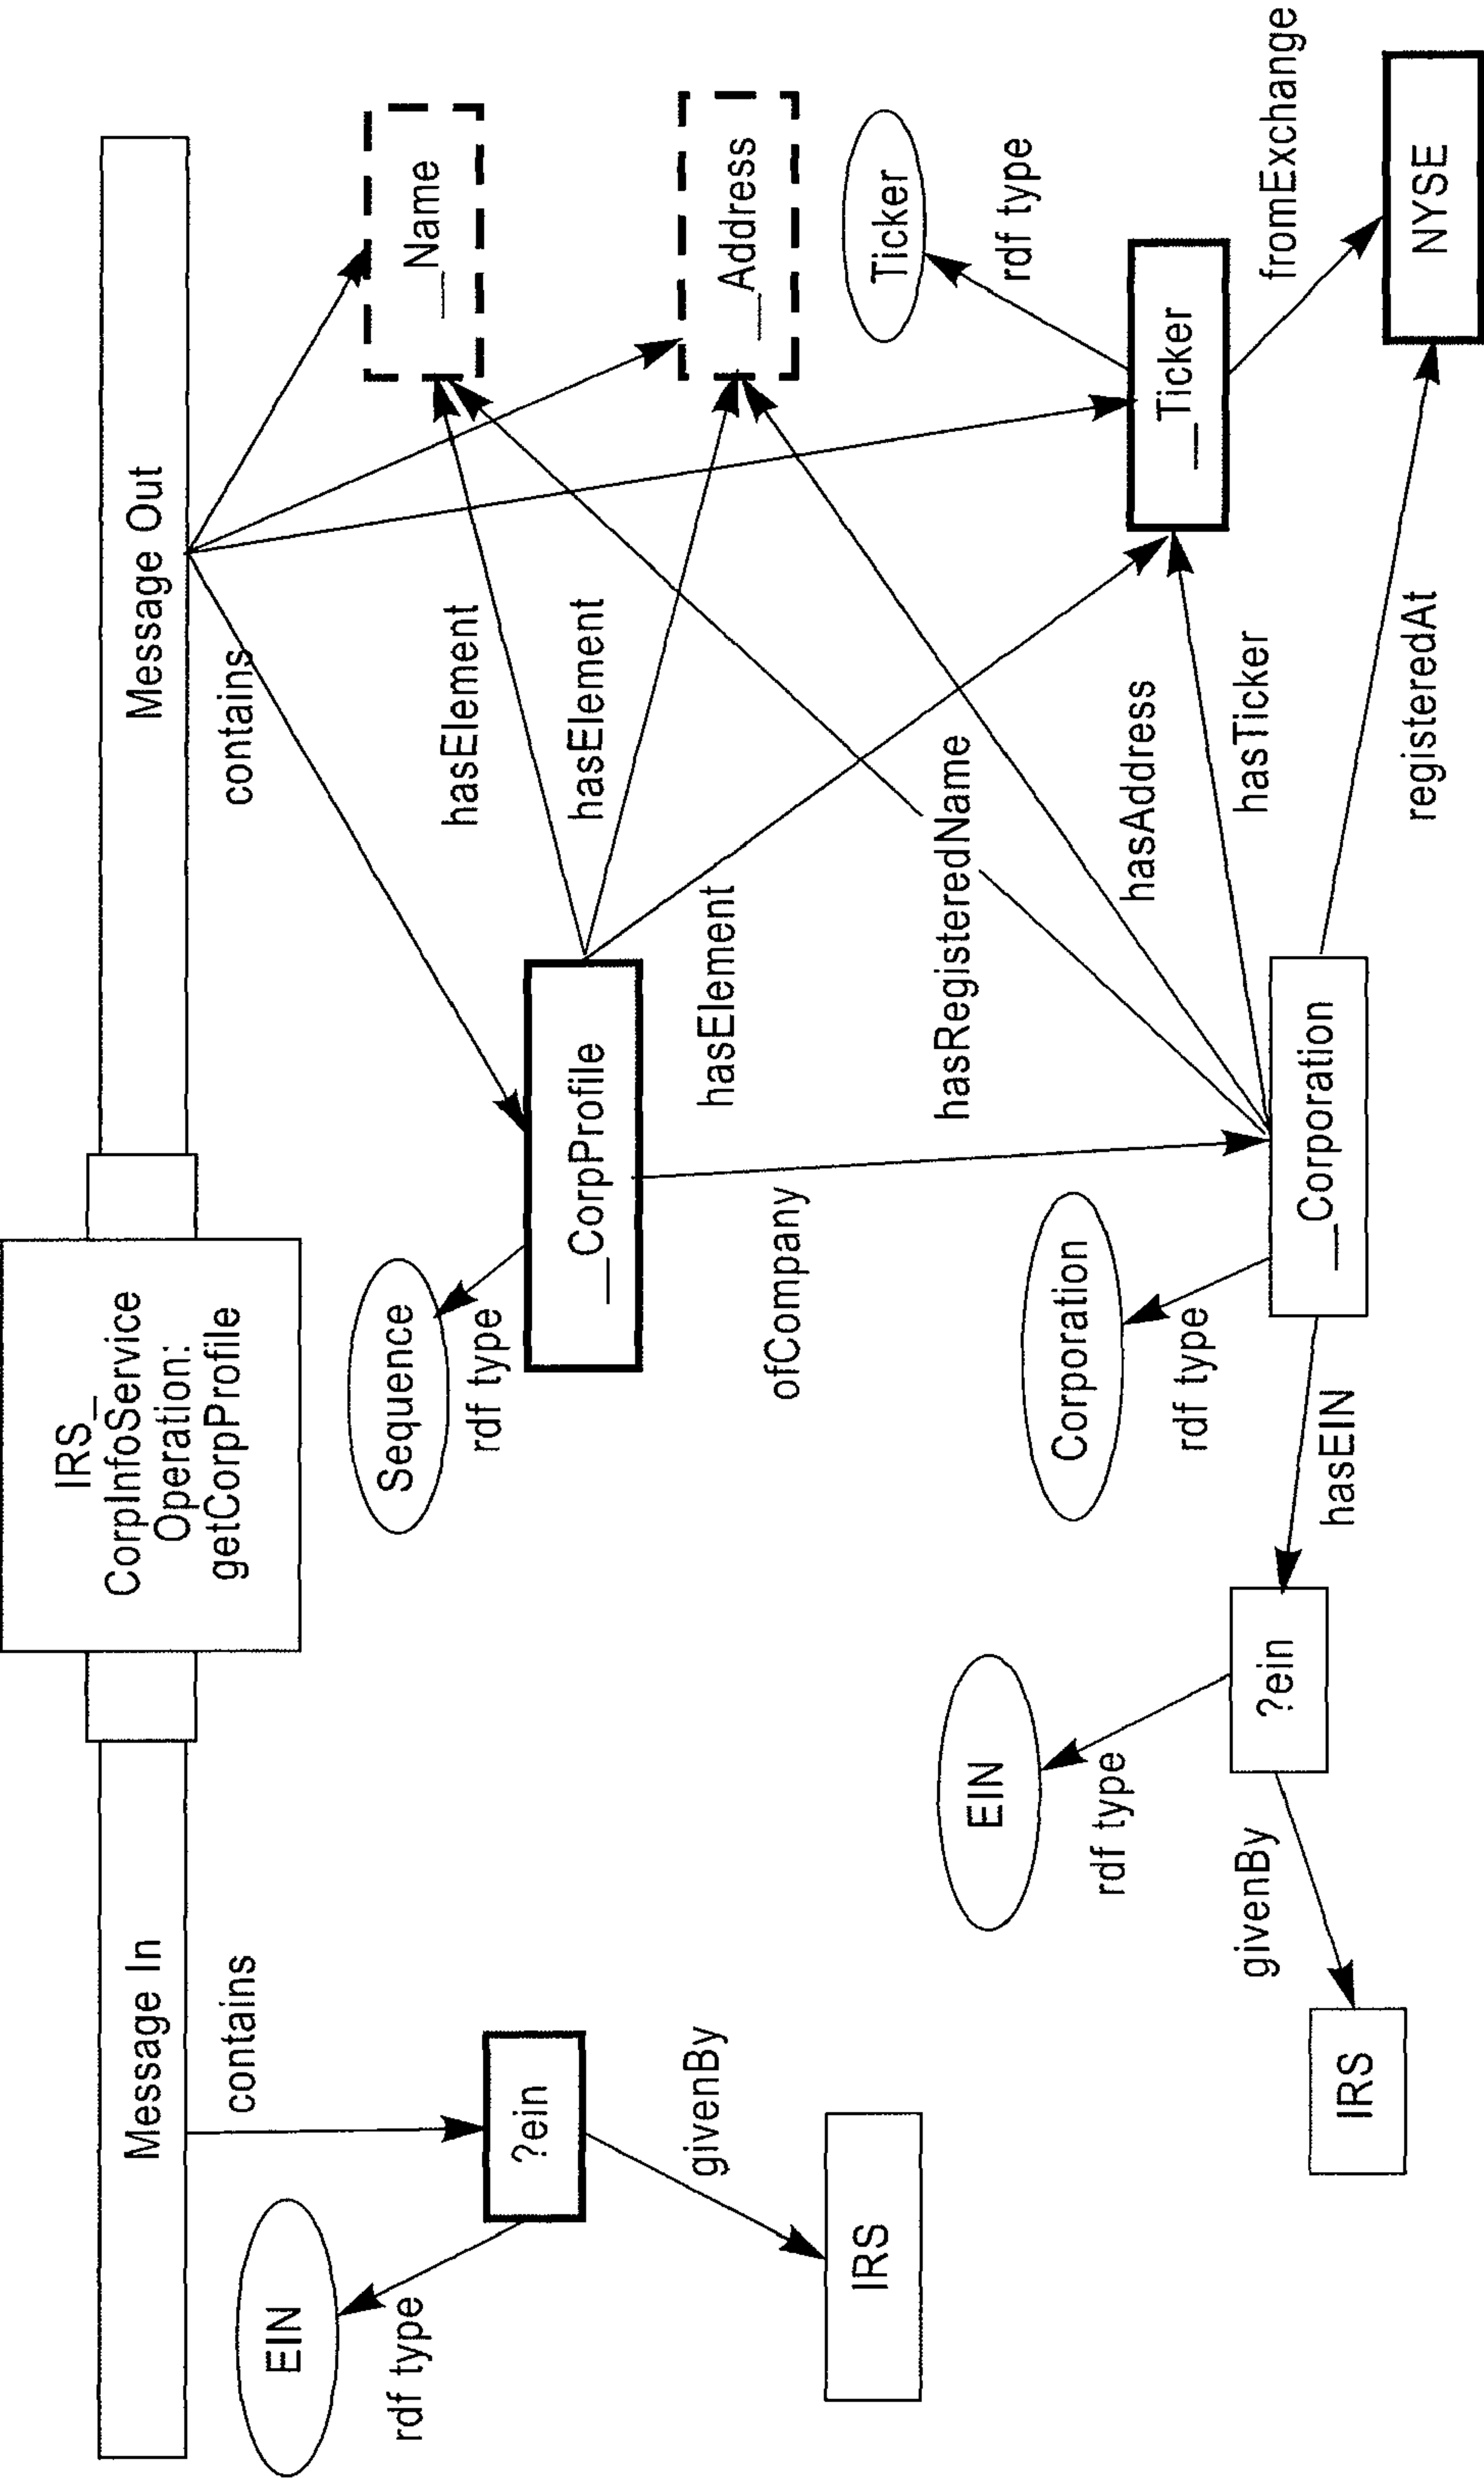 IRS_
CorpInfoService
Operation:
getCorpProfile
Message In
Message Out
contains
contains
EIN
rdf type
?ein
givenBy
IRS
Sequence
rdf type
__CorpProfile
hasElement
hasElement
hasElement
__Name
__Address
Ticker
rdf type
__Ticker
fromExchange
NYSE
ofCompany
hasRegisteredName
hasAddress
hasTicker
registeredAt
Corporation
rdf type
__Corporation
hasEIN
EIN
rdf type
?ein
givenBy
IRS